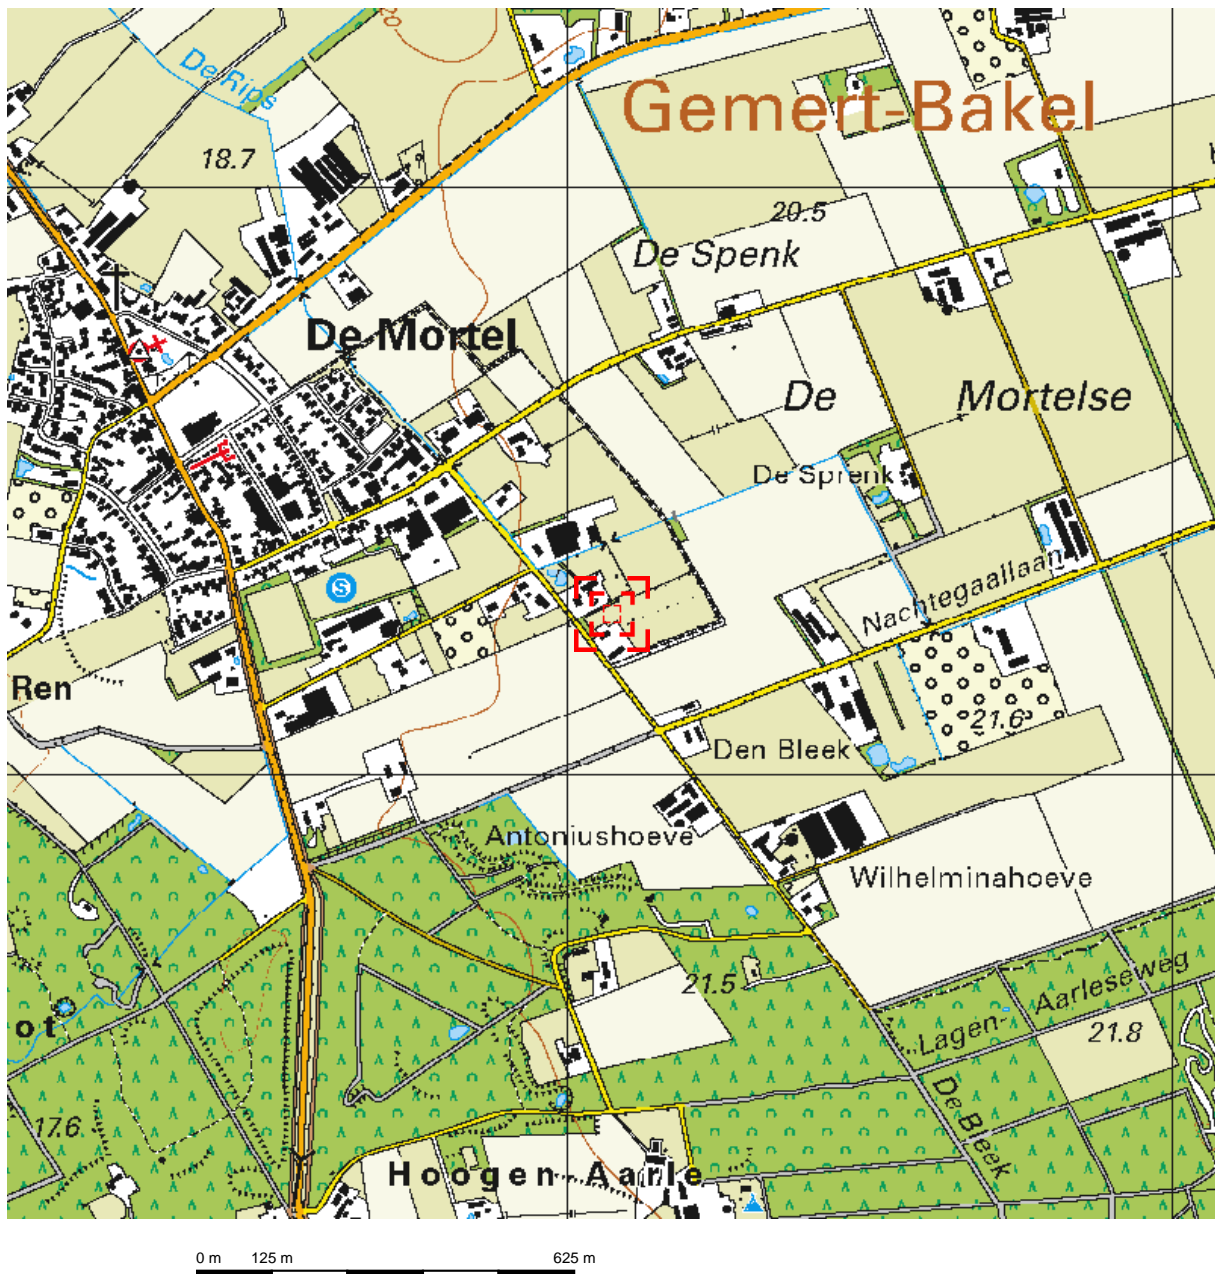 De Rips
20
Gemert-Bakel
18.7
20.5
De Spenk
De Mortel
De Mortelse
De Sprenk
S
Nachtegaallaan
Ren
21.6
Den Bleek
Antoniushoeve
Wilhelminahoeve
21.5
Lagen-
Aarleseweg
ot
21.8
17.6
De Bleek
Hoogen-Aarle
0 m 125 m 625 m